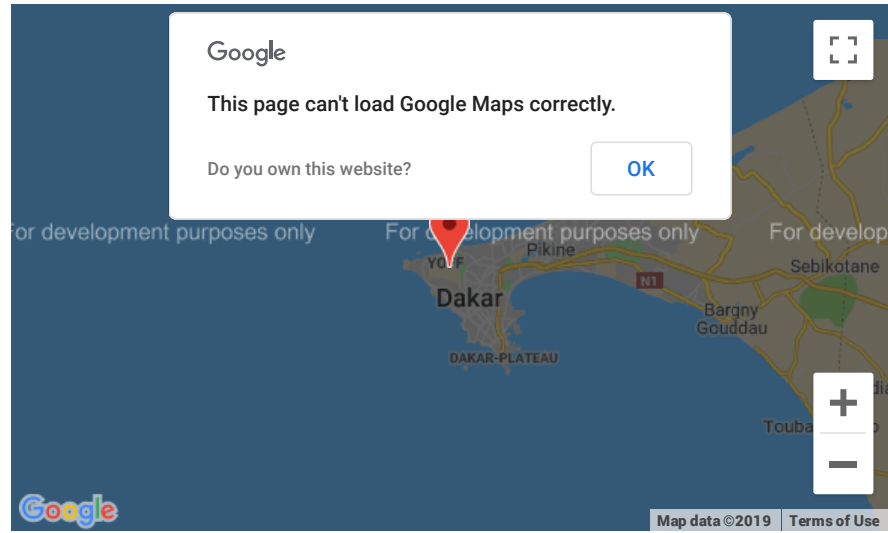 Google
This page can't load Google Maps correctly.
Do you own this website?
OK
For development purposes only
For development purposes only
For develop
YOFF
Pikine
Sebikotane
N1
Dakar
Bargny
Gouddau
DAKAR-PLATEAU
Touba
Google
Map data ©2019
Terms of Use